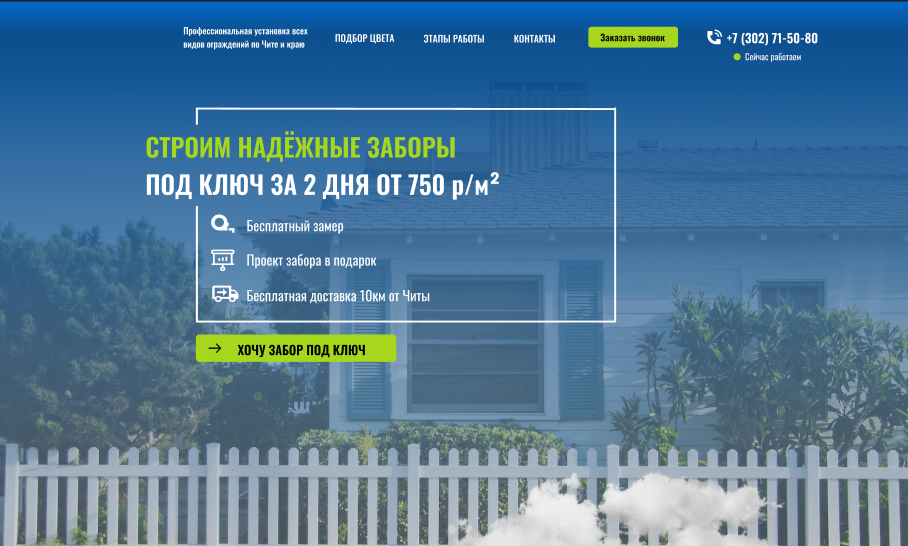 Профессиональная установка всех
видов ограждений по Чите и краю
ПОДБОР ЦВЕТА
ЭТАПЫ РАБОТЫ
КОНТАКТЫ
Заказать звонок
+7 (302) 71-50-80
Сейчас работаем
СТРОИМ НАДЁЖНЫЕ ЗАБОРЫ
ПОД КЛЮЧ ЗА 2 ДНЯ ОТ 750 р/м²
Бесплатный замер
Проект забора в подарок
Бесплатная доставка 10км от Читы
ХОЧУ ЗАБОР ПОД КЛЮЧ